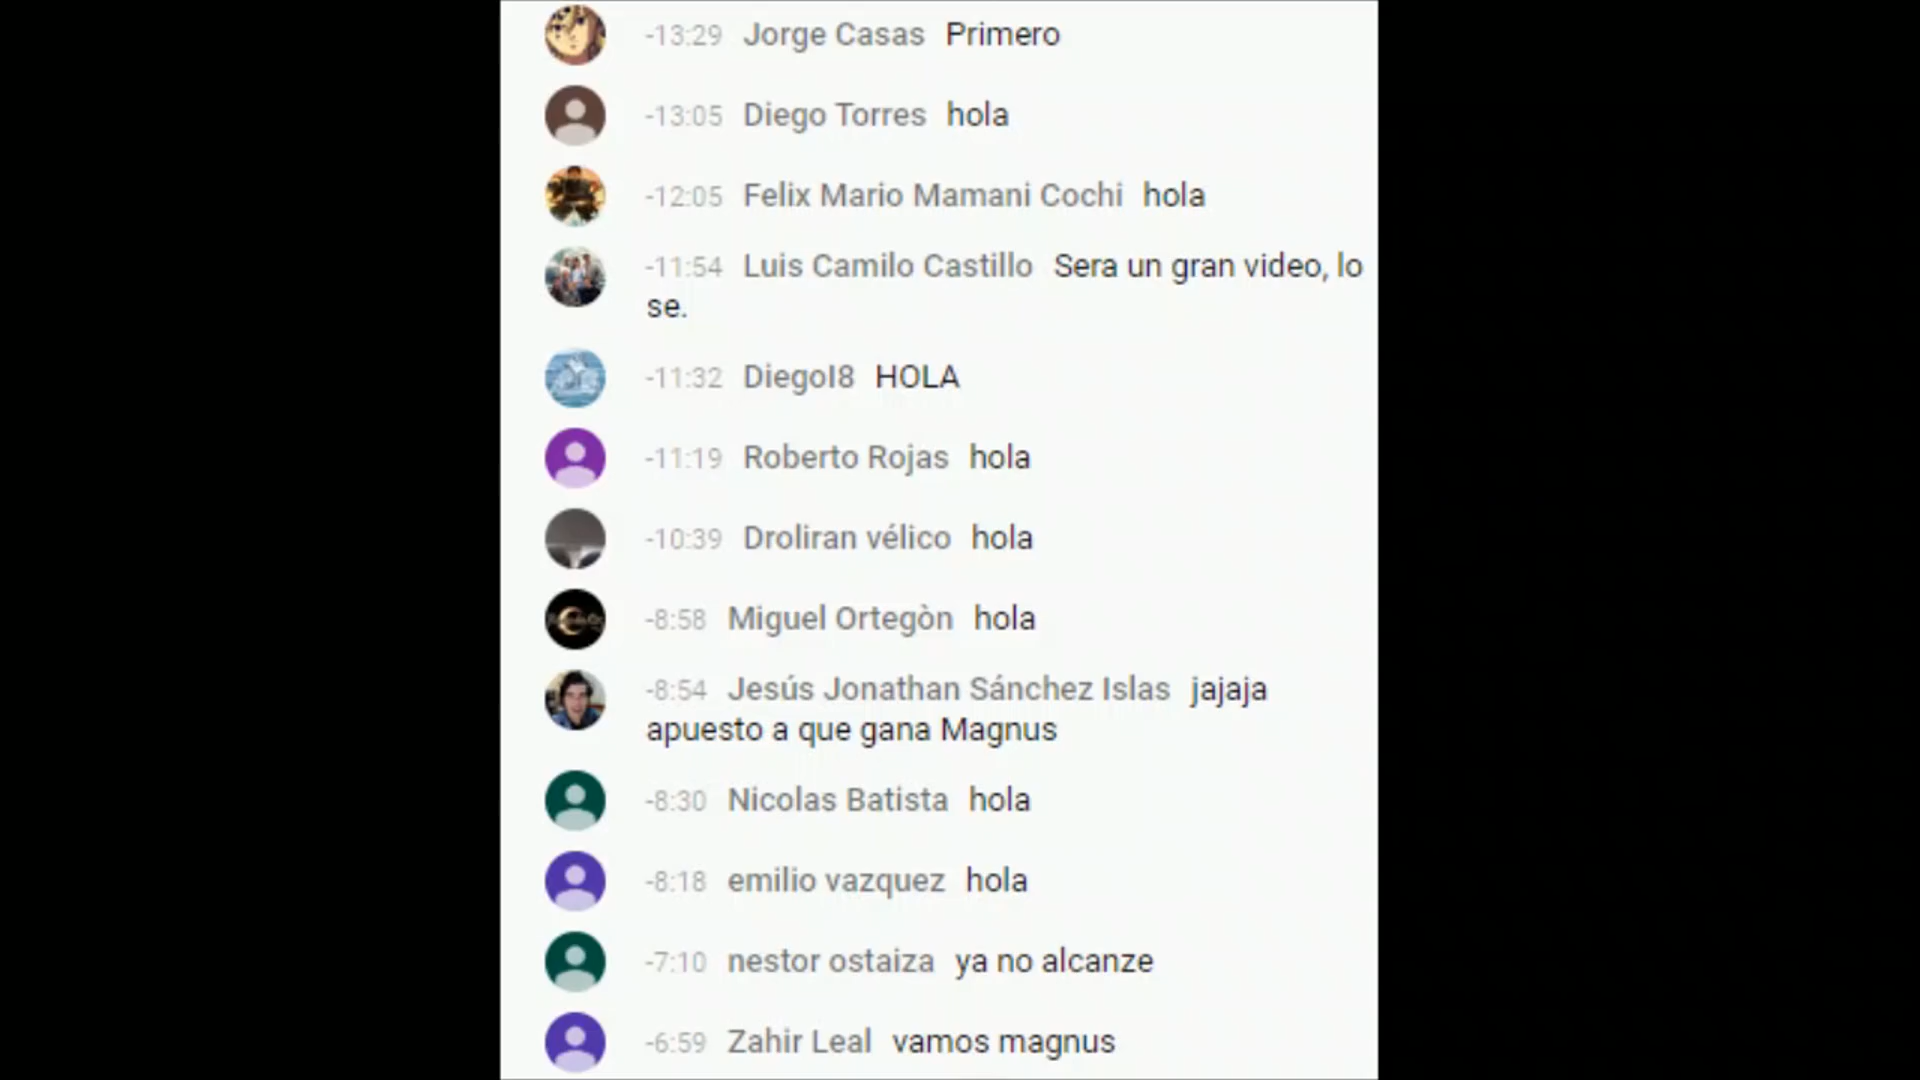 -13:29 Jorge Casas Primero
-13:05 Diego Torres hola
-12:05 Felix Mario Mamani Cochi hola
-11:54 Luis Camilo Castillo Sera un gran video, lo
se.
-11:32 Diegol8 HOLA
-11:19 Roberto Rojas hola
-10:39 Droliran vélico hola
-8:58 Miguel Ortegòn hola
-8:54 Jesús Jonathan Sánchez Islas jajaja
apuesto a que gana Magnus
-8:30 Nicolas Batista hola
-8:18 emilio vazquez hola
-7:10 nestor ostaiza ya no alcanze
-6:59 Zahir Leal vamos magnus